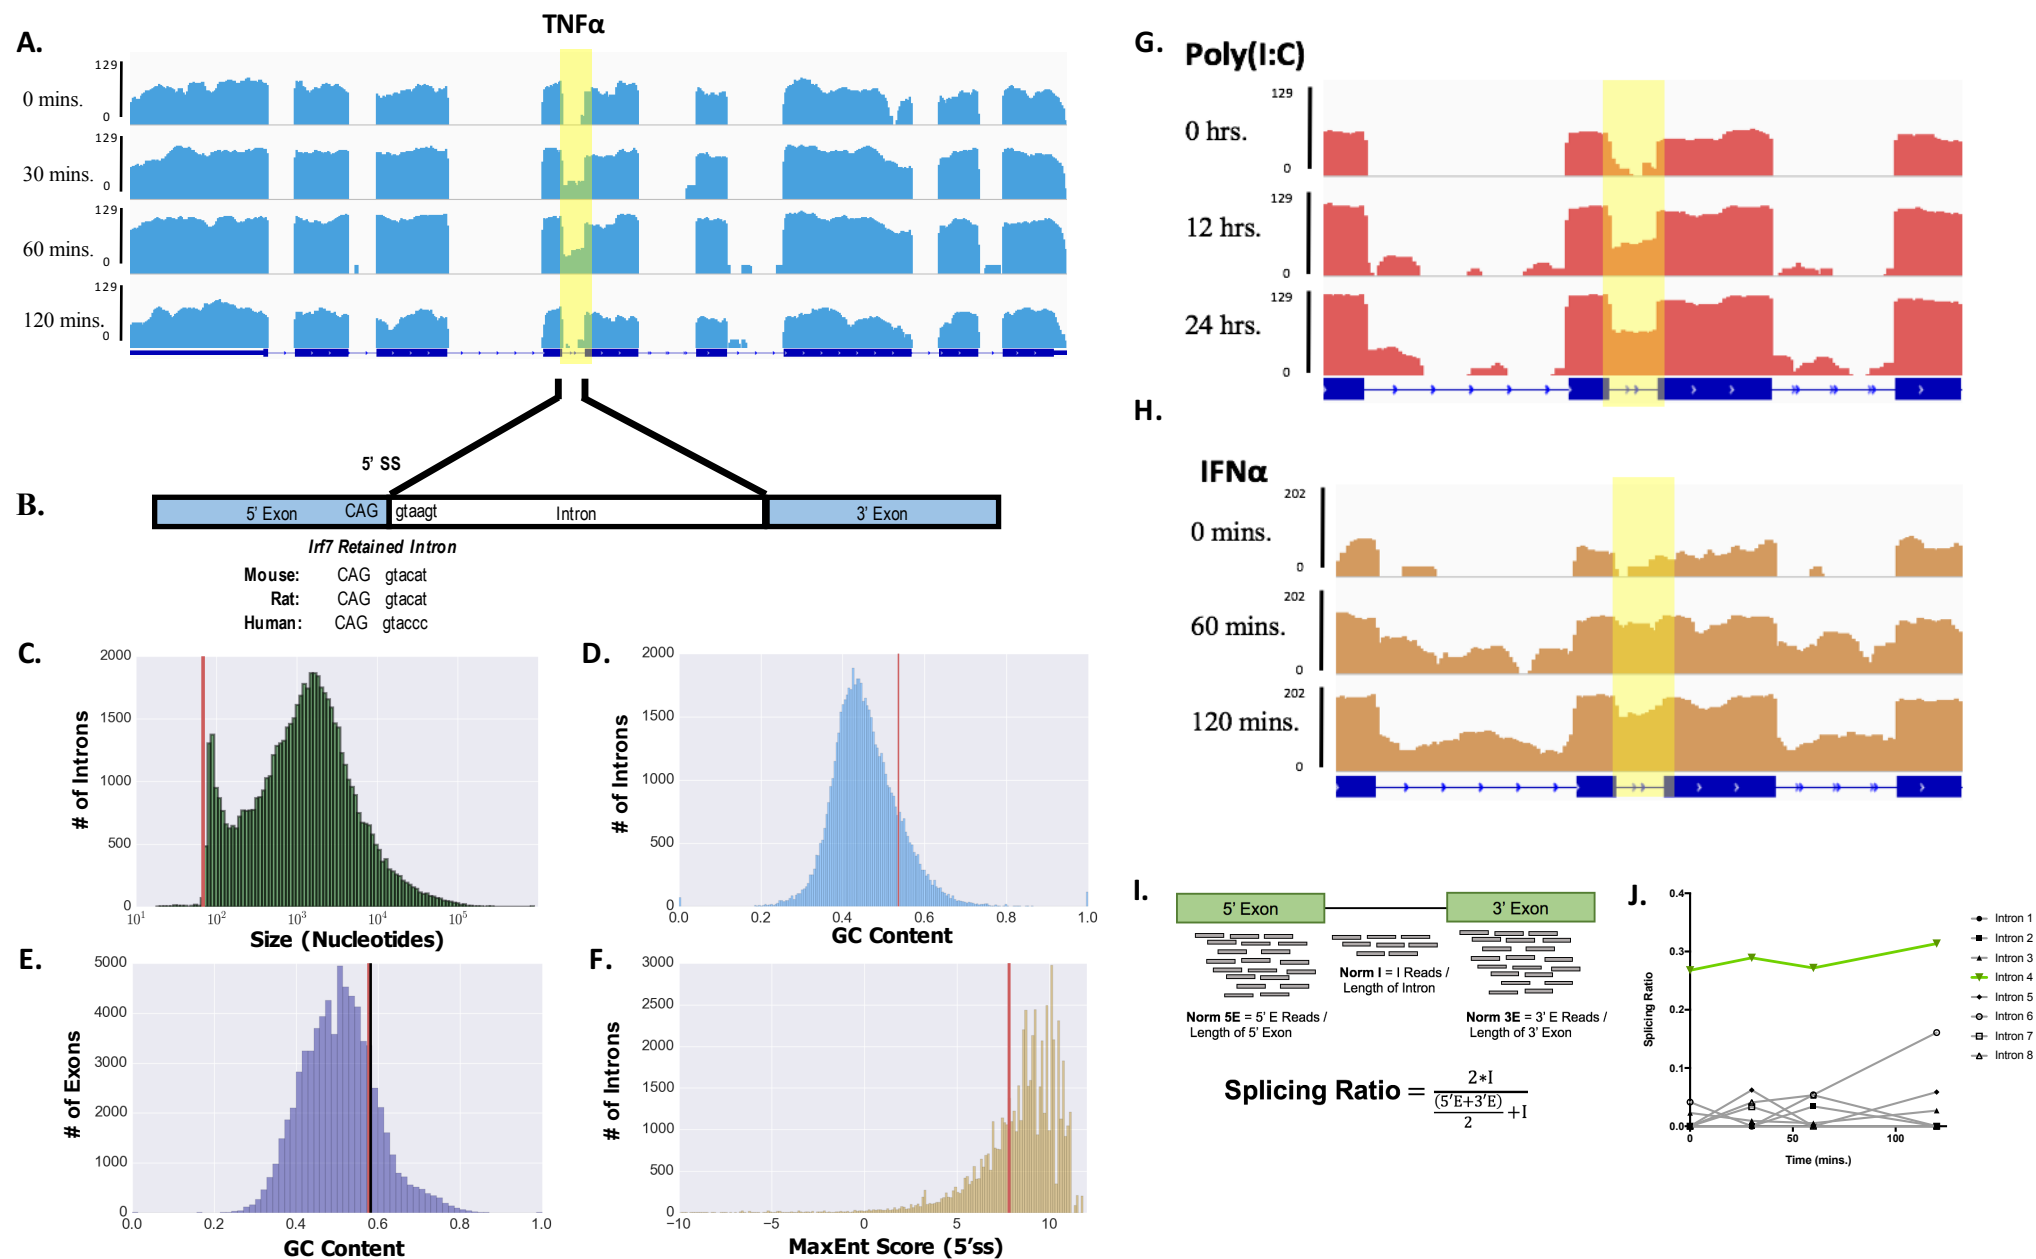 A.
TNFα
129
0 mins.
0
129
30 mins.
0
129
60 mins.
0
129
120 mins.
0
5' SS
B.
5' Exon CAG gtaagt Intron 3' Exon
Irf7 Retained Intron
Mouse: CAG gtacat
Rat: CAG gtacat
Human: CAG gtaccc
C.
# of Introns
2000
1500
1000
500
0
10¹ 10² 10³ 10⁴ 10⁵
Size (Nucleotides)
D.
# of Introns
2000
1500
1000
500
0
0.0 0.2 0.4 0.6 0.8 1.0
GC Content
E.
# of Exons
5000
4000
3000
2000
1000
0
0.0 0.2 0.4 0.6 0.8 1.0
GC Content
F.
# of Introns
3000
2500
2000
1500
1000
500
0
−10 −5 0 5 10
MaxEnt Score (5'ss)
G.
Poly(I:C)
129
0 hrs.
0
129
12 hrs.
0
129
24 hrs.
0
H.
IFNα
202
0 mins.
0
202
60 mins.
0
202
120 mins.
0
I.
5' Exon 3' Exon
Norm I = I Reads /
Length of Intron
Norm 5E = 5' E Reads /
Length of 5' Exon
Norm 3E = 3' E Reads /
Length of 3' Exon
Splicing Ratio = 2*I
(5'E+3'E)
2 +I
J.
Splicing Ratio
0.4
0.3
0.2
0.1
0.0
0 50 100
Time (mins.)
Intron 1
Intron 2
Intron 3
Intron 4
Intron 5
Intron 6
Intron 7
Intron 8